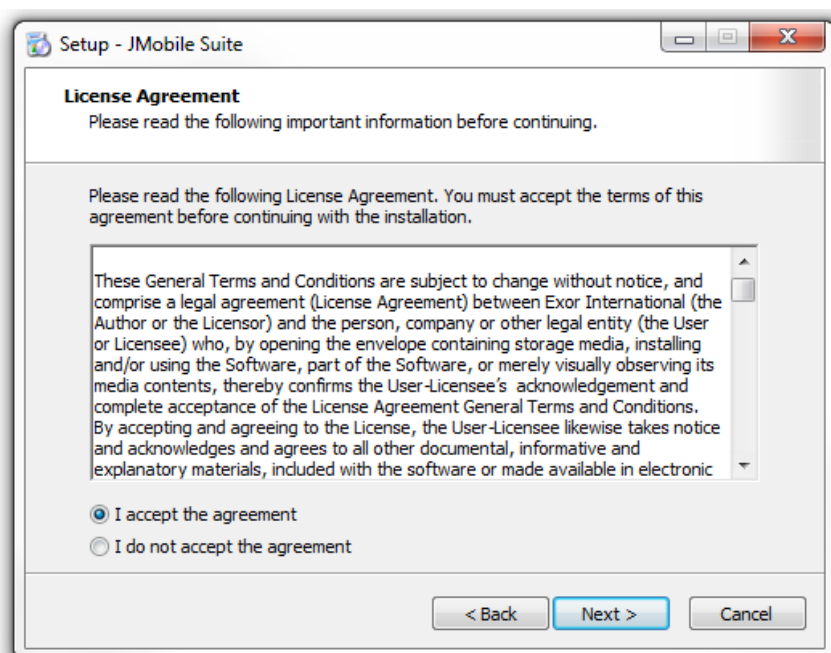 Setup - JMobile Suite
License Agreement
Please read the following important information before continuing.
Please read the following License Agreement. You must accept the terms of this
agreement before continuing with the installation.
These General Terms and Conditions are subject to change without notice, and
comprise a legal agreement (License Agreement) between Exor International (the
Author or the Licensor) and the person, company or other legal entity (the User
or Licensee) who, by opening the envelope containing storage media, installing
and/or using the Software, part of the Software, or merely visually observing its
media contents, thereby confirms the User-Licensee’s  acknowledgement and
complete acceptance of the License Agreement General Terms and Conditions.
By accepting and agreeing to the License, the User-Licensee likewise takes notice
and acknowledges and agrees to all other documental, informative and
explanatory materials, included with the software or made available in electronic
I accept the agreement
I do not accept the agreement
< Back Next > Cancel